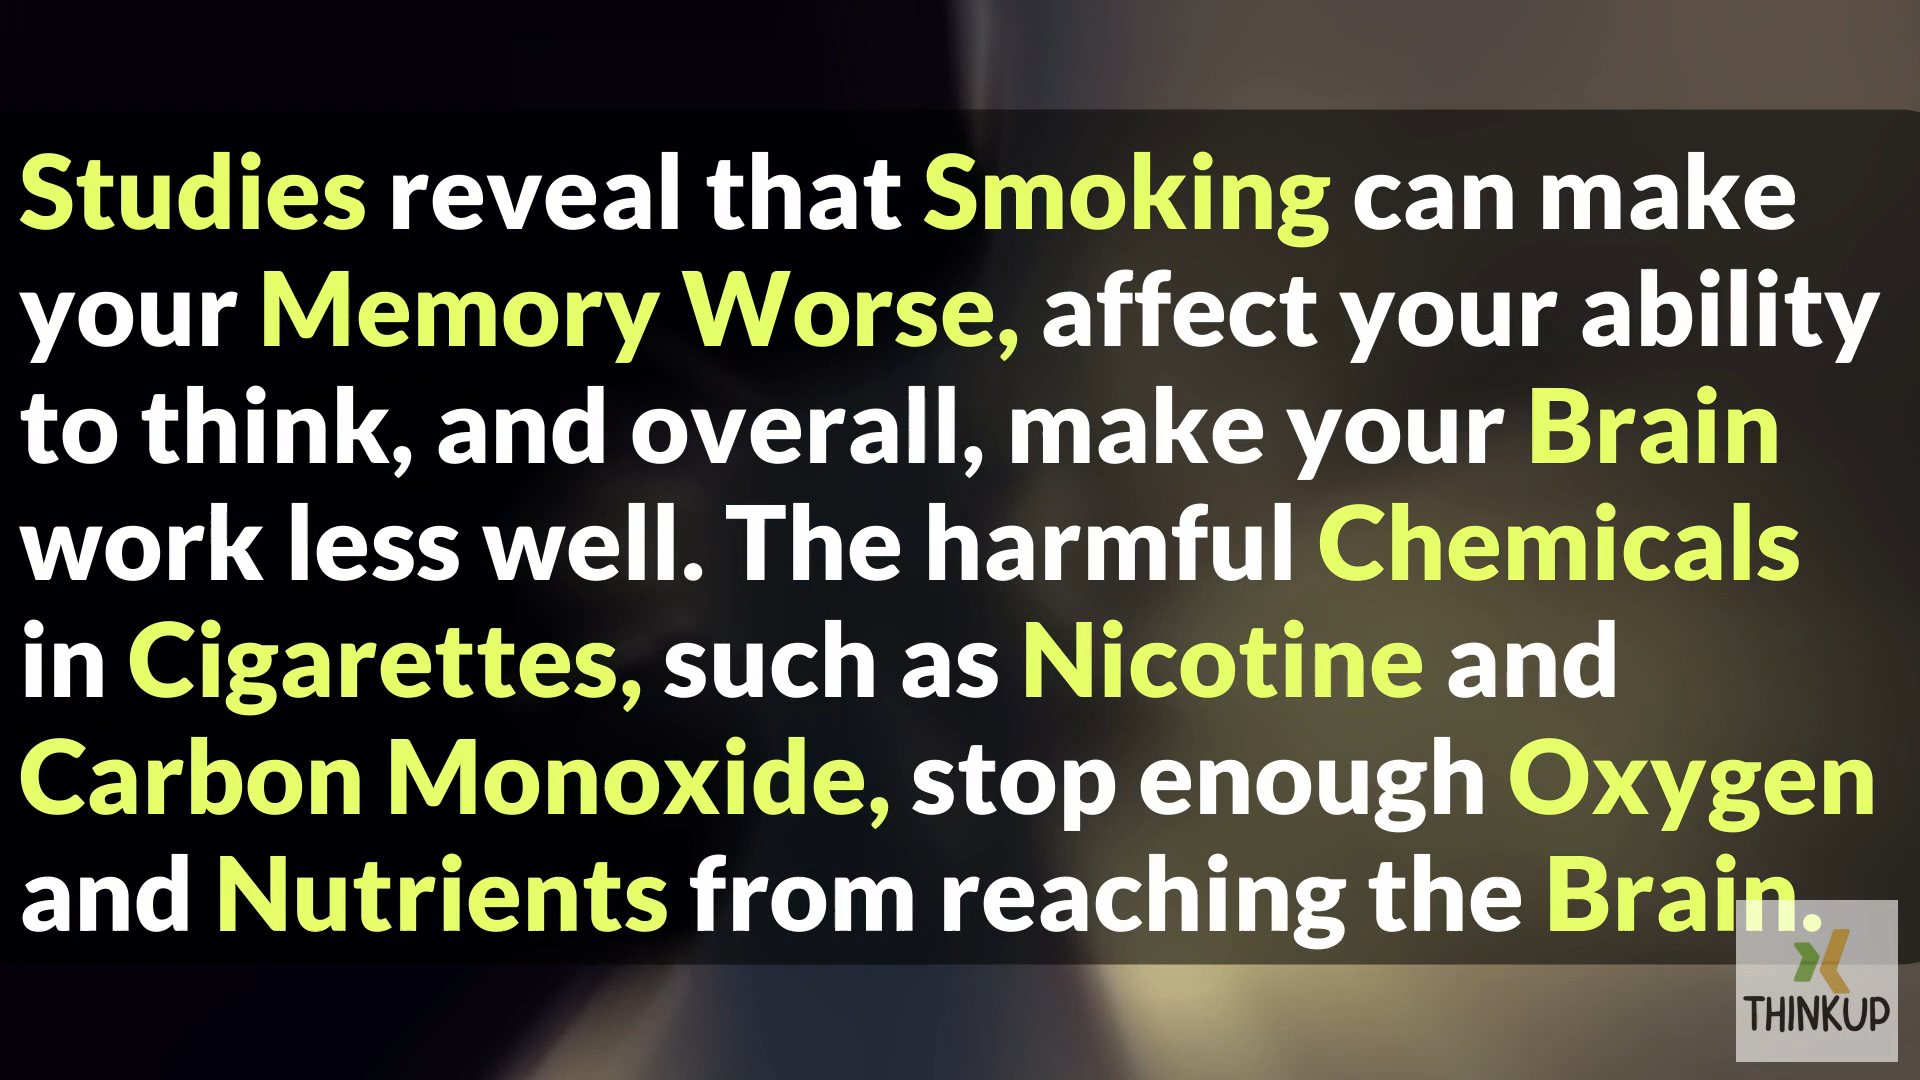 Studies reveal that Smoking can make
your Memory Worse, affect your ability
to think, and overall, make your Brain
work less well. The harmful Chemicals
in Cigarettes, such as Nicotine and
Carbon Monoxide, stop enough Oxygen
and Nutrients from reaching the Brain.
THINKUP